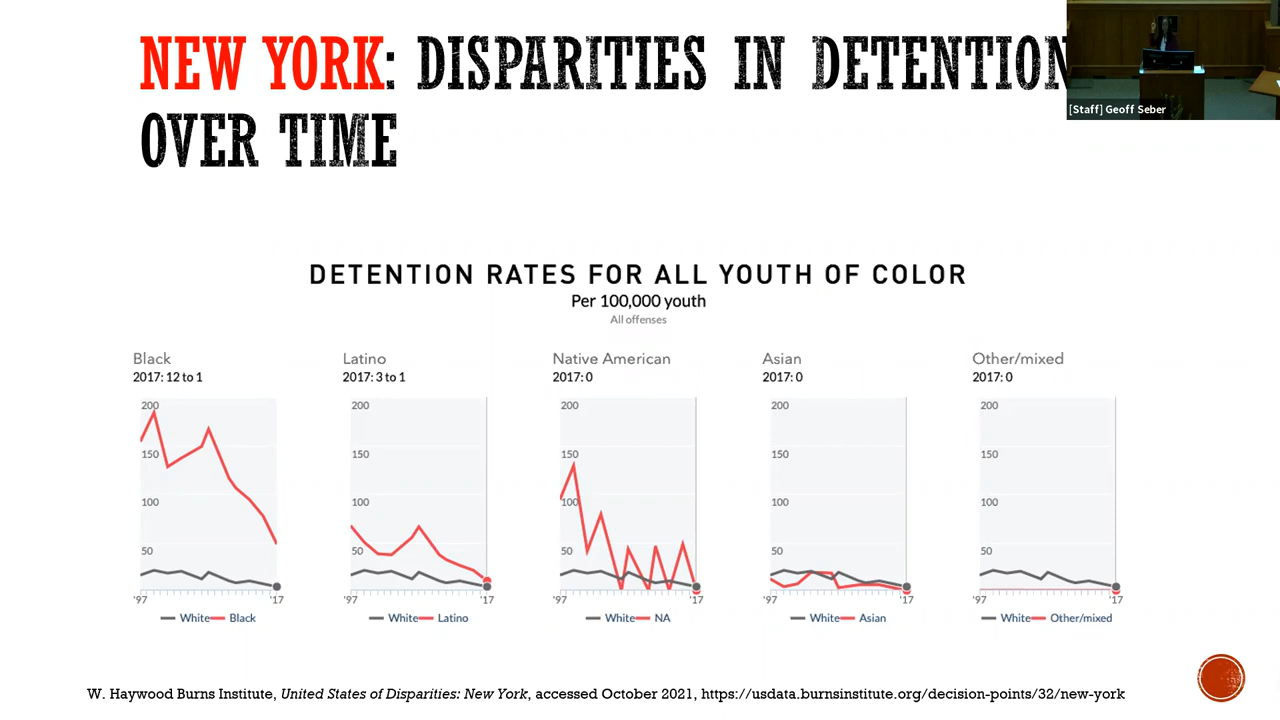 NEW YORK: DISPARITIES IN DETENTION
OVER TIME
[Staff] Geoff Seber
DETENTION RATES FOR ALL YOUTH OF COLOR
Per 100,000 youth
All offenses
Black
2017: 12 to 1
200
150
100
50
'97
'17
White
Black
Latino
2017: 3 to 1
200
150
100
50
'97
'17
White
Latino
Native American
2017: 0
200
150
100
50
'97
'17
White
NA
Asian
2017: 0
200
150
100
50
'97
'17
White
Asian
Other/mixed
2017: 0
200
150
100
50
'97
'17
White
Other/mixed
W. Haywood Burns Institute, United States of Disparities: New York, accessed October 2021, https://usdata.burnsinstitute.org/decision-points/32/new-york